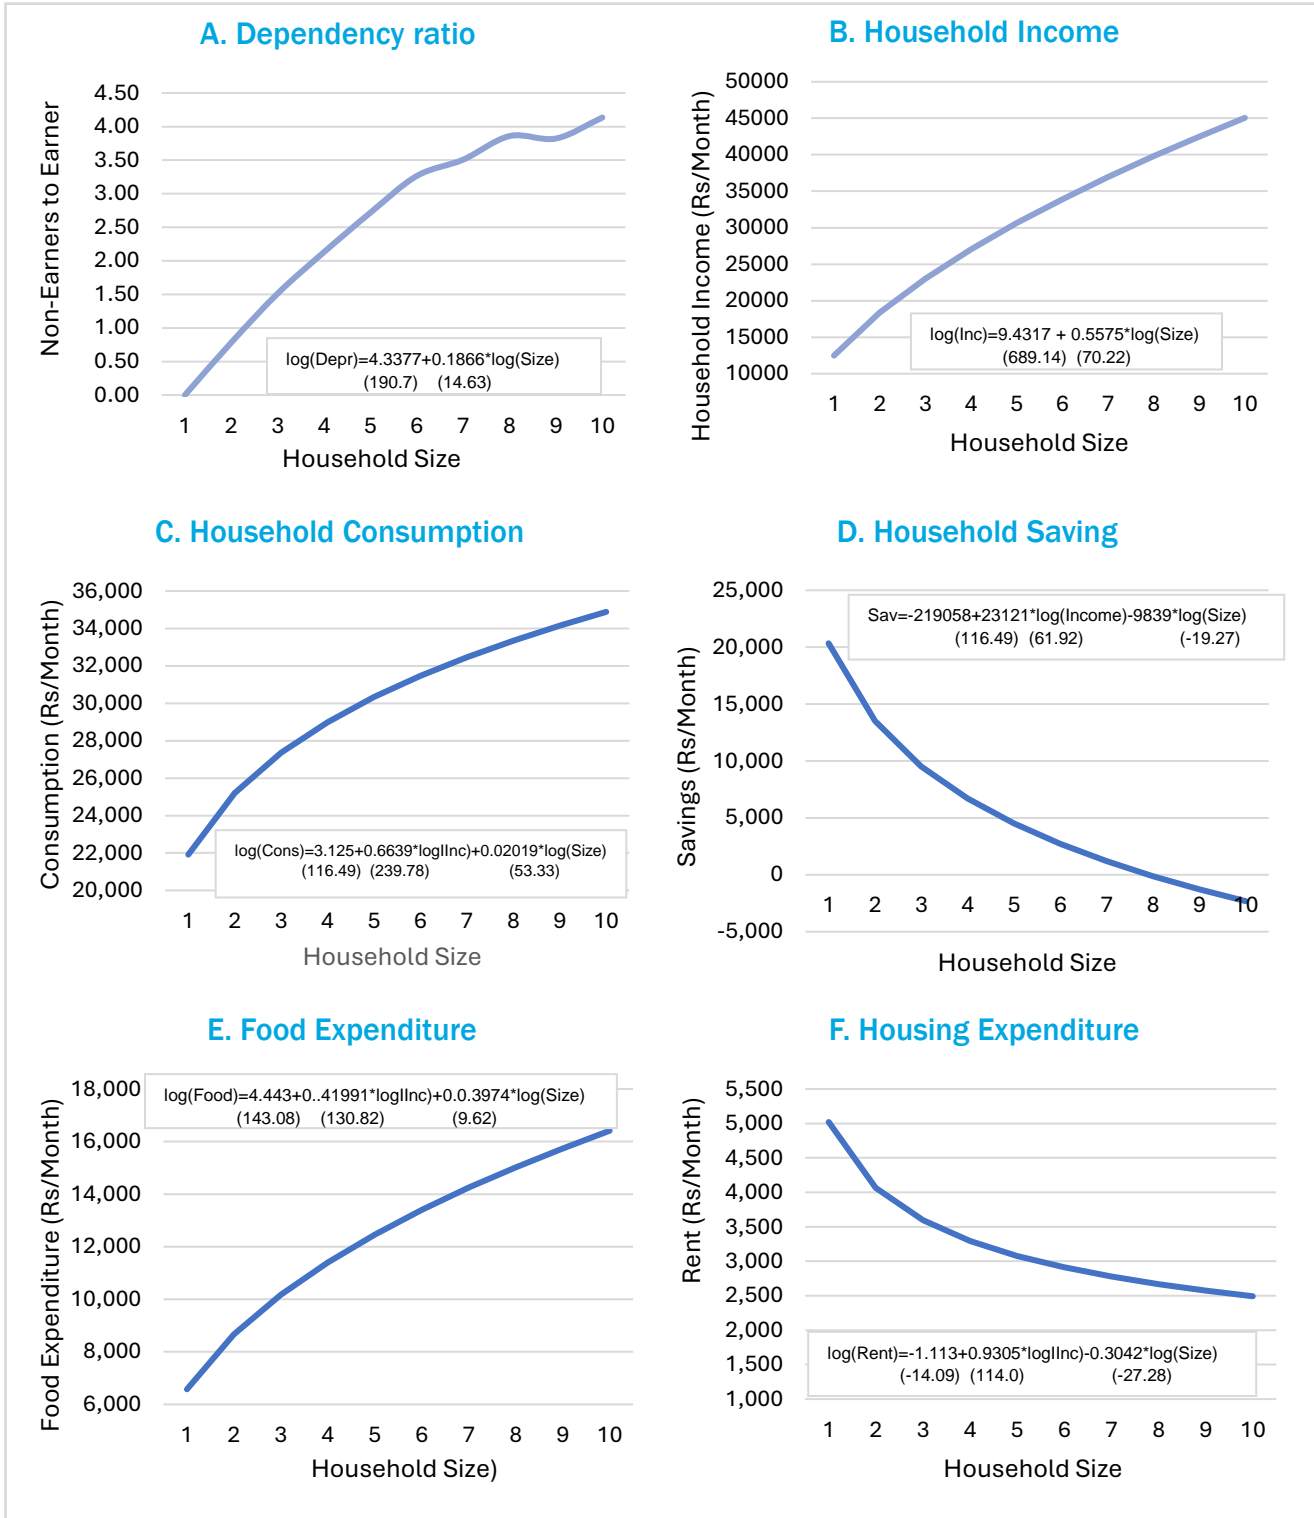 A. Dependency ratio
Non-Earners to Earner
4.50
4.00
3.50
3.00
2.50
2.00
1.50
1.00
0.50
0.00
log(Depr)=4.3377+0.1866*log(Size)
(190.7) (14.63)
1 2 3 4 5 6 7 8 9 10
Household Size
B. Household Income
Household Income (Rs/Month)
50000
45000
40000
35000
30000
25000
20000
15000
10000
log(Inc)=9.4317 + 0.5575*log(Size)
(689.14) (70.22)
1 2 3 4 5 6 7 8 9 10
Household Size
C. Household Consumption
Consumption (Rs/Month)
36,000
34,000
32,000
30,000
28,000
26,000
24,000
22,000
20,000
log(Cons)=3.125+0.6639*logIInc)+0.02019*log(Size)
(116.49) (239.78) (53.33)
1 2 3 4 5 6 7 8 9 10
Household Size
D. Household Saving
Savings (Rs/Month)
25,000
20,000
15,000
10,000
5,000
0
-5,000
Sav=-219058+23121*log(Income)-9839*log(Size)
(116.49) (61.92) (-19.27)
1 2 3 4 5 6 7 8 9 10
Household Size
E. Food Expenditure
Food Expenditure (Rs/Month)
18,000
16,000
14,000
12,000
10,000
8,000
6,000
log(Food)=4.443+0..41991*logIInc)+0.0.3974*log(Size)
(143.08) (130.82) (9.62)
1 2 3 4 5 6 7 8 9 10
Household Size)
F. Housing Expenditure
Rent (Rs/Month)
5,500
5,000
4,500
4,000
3,500
3,000
2,500
2,000
1,500
1,000
log(Rent)=-1.113+0.9305*logIInc)-0.3042*log(Size)
(-14.09) (114.0) (-27.28)
1 2 3 4 5 6 7 8 9 10
Household Size